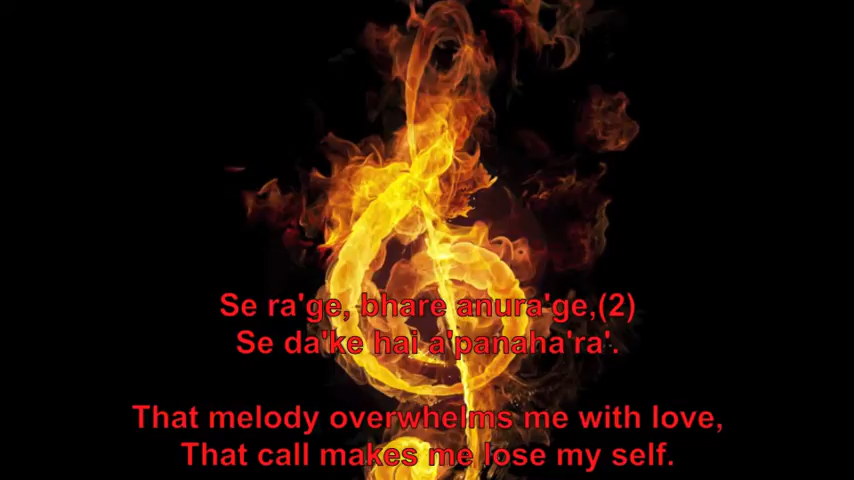 Se ra'ge, bhare anura'ge,(2)
Se da'ke hai a'panaha'ra'.
That melody overwhelms me with love,
That call makes me lose my self.